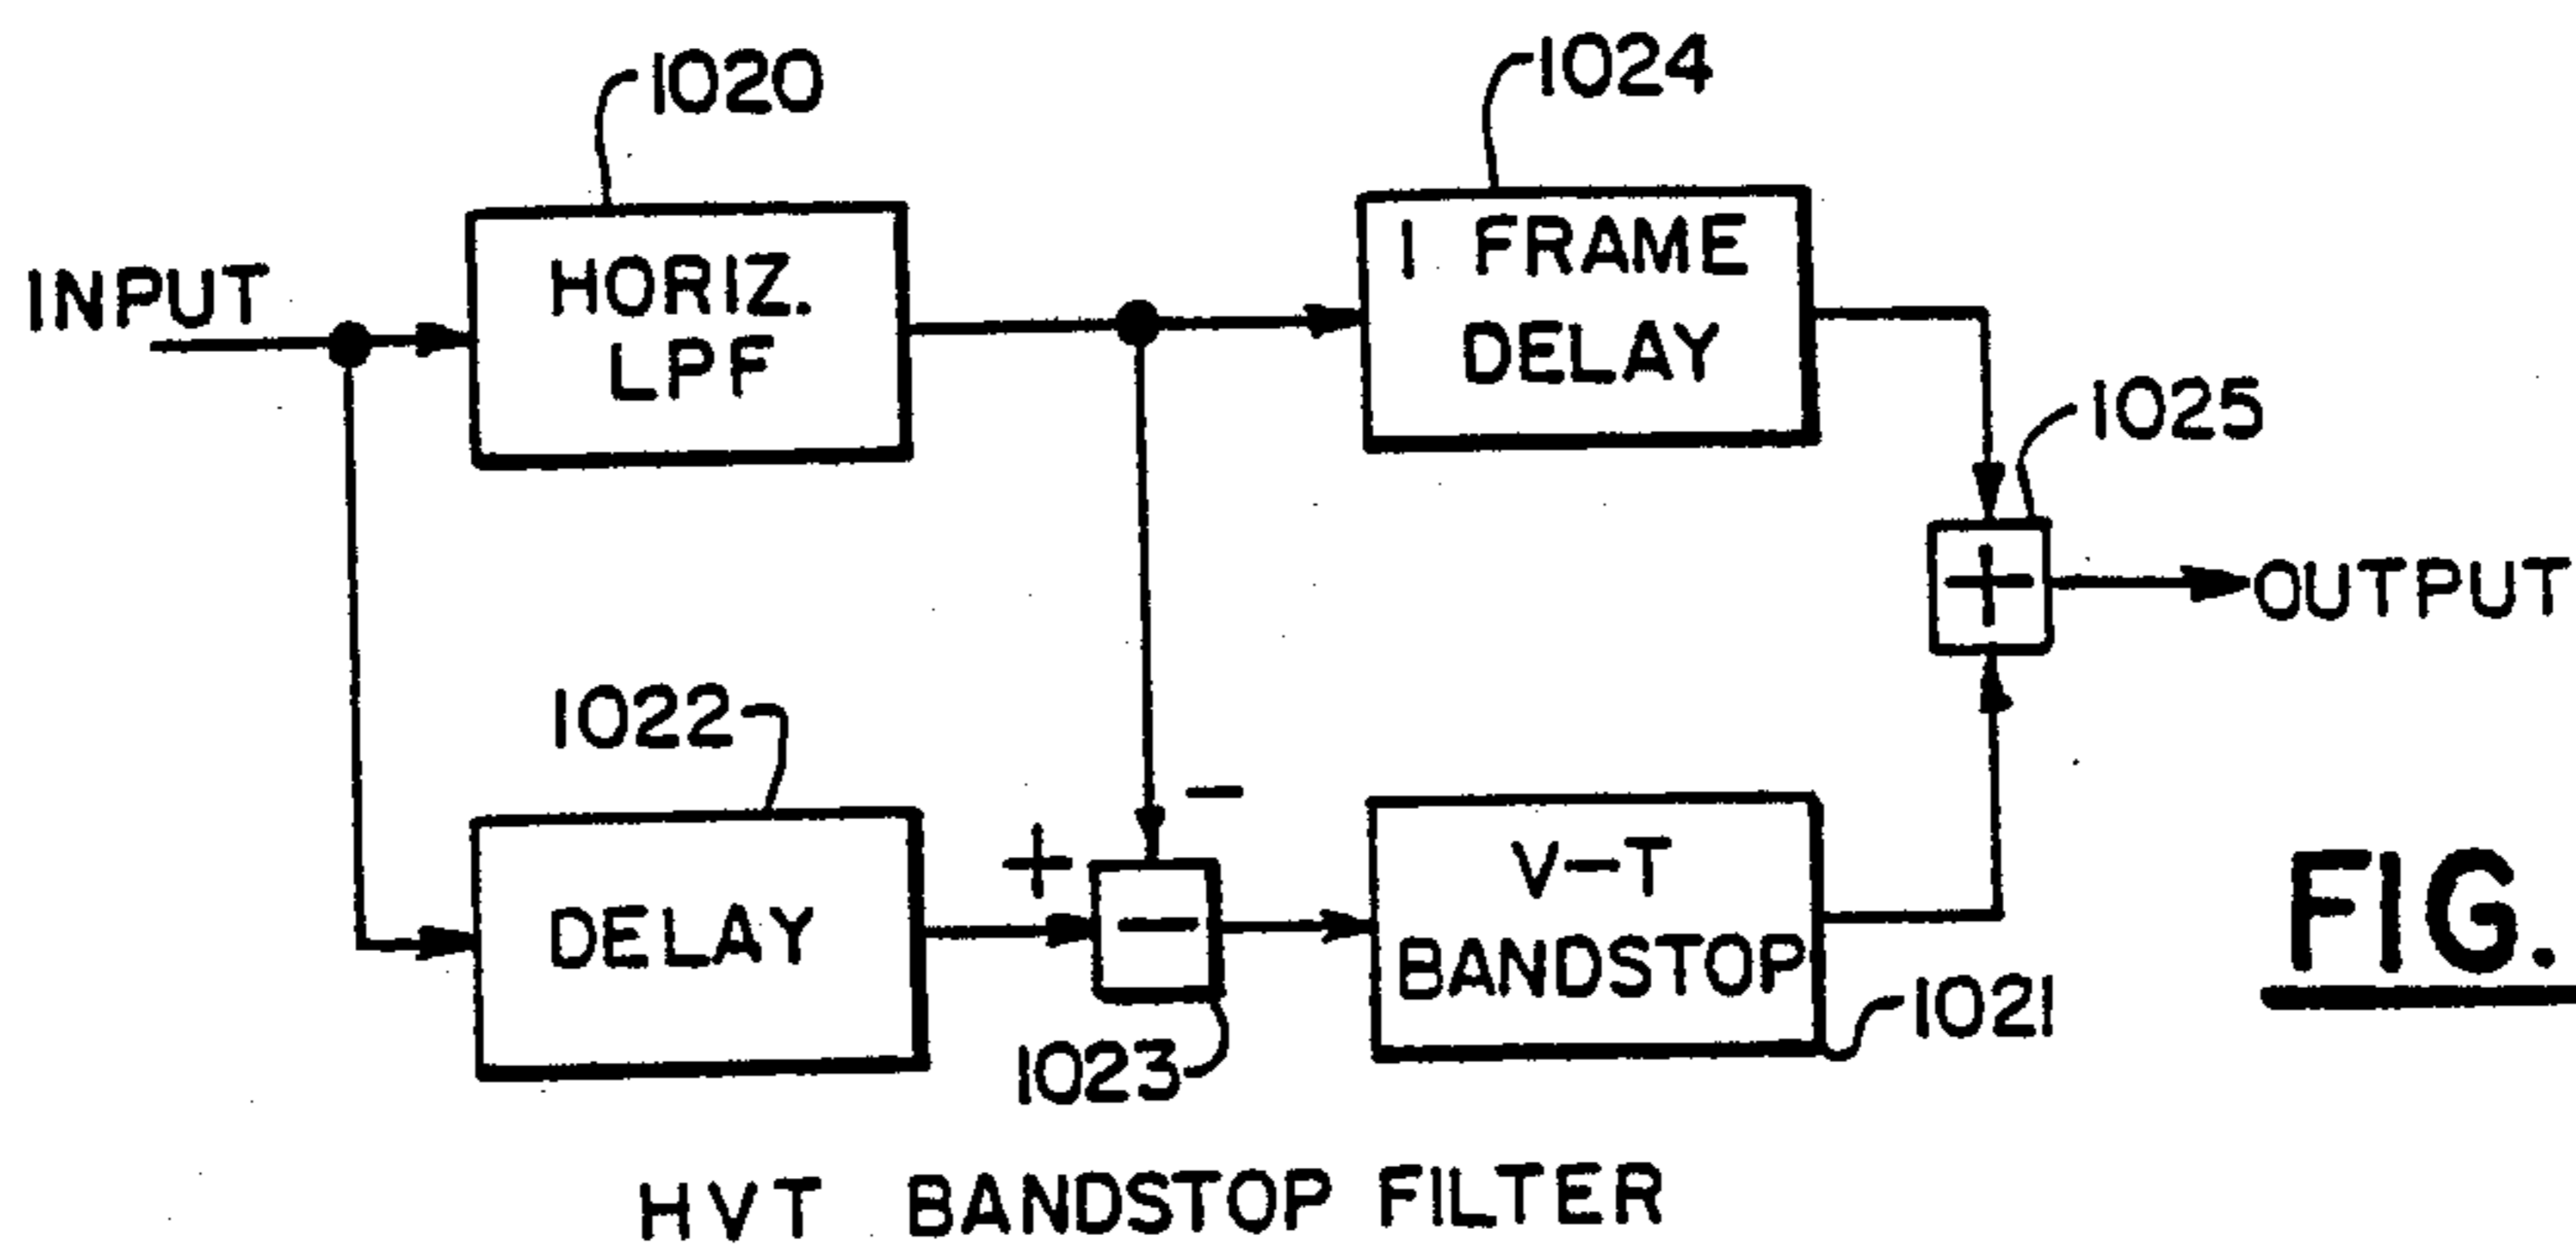 1020
1024
INPUT
HORIZ.
LPF
1 FRAME
DELAY
1025
+
OUTPUT
1022
DELAY
+
-
-
1023
V-T
BANDSTOP
1021
FIG.
HVT BANDSTOP FILTER